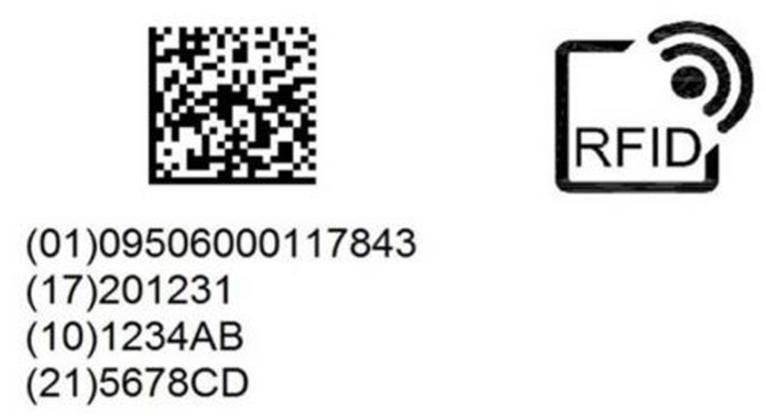 RFID
(01)09506000117843
(17)201231
(10)1234AB
(21)5678CD